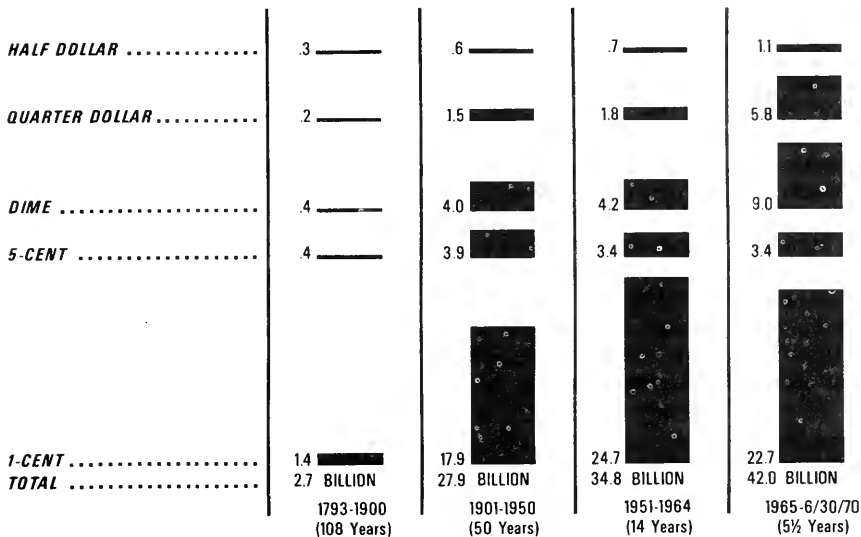 HALF DOLLAR .............. .3 .6 .7 1.1
QUARTER DOLLAR .......... .2 1.5 1.8 5.8
DIME ...................... .4 4.0 4.2 9.0
5-CENT .................... .4 3.9 3.4 3.4
1-CENT ..................... 1.4 17.9 24.7 22.7
TOTAL ..................... 2.7 BILLION 27.9 BILLION 34.8 BILLION 42.0 BILLION
1793-1900 1901-1950 1951-1964 1965-6/30/70
(108 Years) (50 Years) (14 Years) (5½ Years)